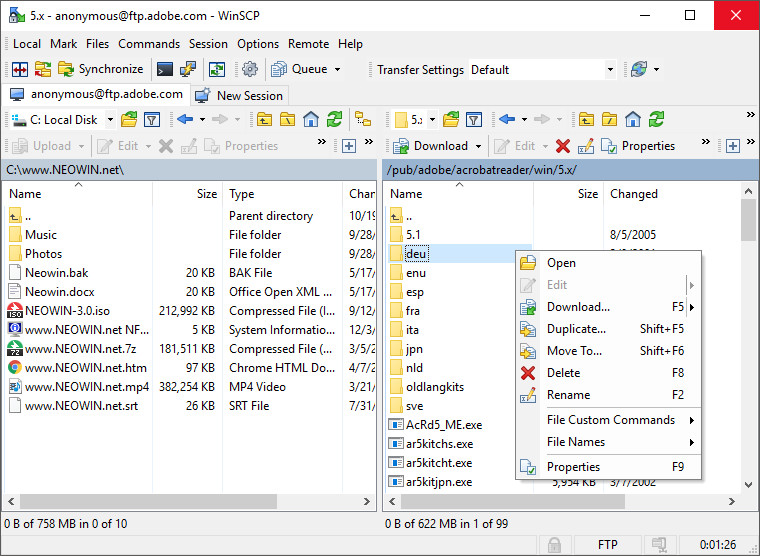 5.x - anonymous@ftp.adobe.com - WinSCP
Local Mark Files Commands Session Options Remote Help
Synchronize Queue Transfer Settings Default
anonymous@ftp.adobe.com New Session
C: Local Disk 5.x
Upload Edit Properties Download Edit Properties
C:\www.NEOWIN.net\ /pub/adobe/acrobatreader/win/5.x/
Name Size Type Chan Name Size Changed
.. Parent directory 10/19 ..
Music File folder 9/28/ 5.1 8/5/2005
Photos File folder 9/28/ deu
Neowin.bak 20 KB BAK File 5/17/ enu
Neowin.docx 20 KB Office Open XML ... 5/17/ esp
NEOWIN-3.0.iso 212,992 KB Compressed File (... 9/12/ fra
www.NEOWIN.net NF... 5 KB System Informatio... 12/3/ ita
www.NEOWIN.net.7z 181,511 KB Compressed File (... 3/5/2 jpn
www.NEOWIN.net.htm 97 KB Chrome HTML Do... 4/7/2 nld
www.NEOWIN.net.mp4 382,254 KB MP4 Video 3/21/ oldlangkits
www.NEOWIN.net.srt 26 KB SRT File 7/31/ sve
AcRd5_ME.exe
ar5kitchs.exe
ar5kitcht.exe
ar5kitjpn.exe 5,954 KB 3/7/2002
Open
Edit
Download... F5
Duplicate... Shift+F5
Move To... Shift+F6
Delete F8
Rename F2
File Custom Commands
File Names
Properties F9
0 B of 758 MB in 0 of 10 0 B of 622 MB in 1 of 99
FTP 0:01:26